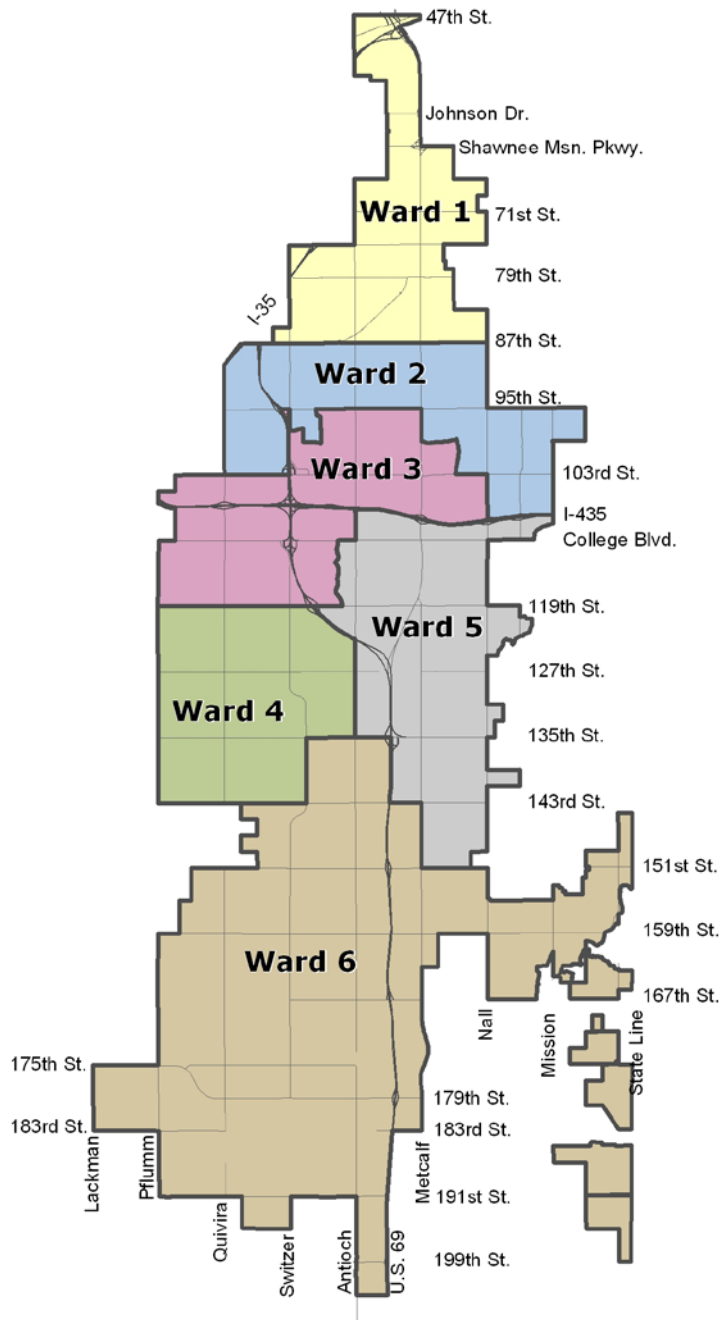 47th St.
Johnson Dr.
Shawnee Msn. Pkwy.
Ward 1
71st St.
79th St.
I-35
87th St.
Ward 2
95th St.
Ward 3
103rd St.
I-435
College Blvd.
119th St.
Ward 5
127th St.
Ward 4
135th St.
143rd St.
151st St.
159th St.
Ward 6
167th St.
Nall
Mission
State Line
175th St.
179th St.
183rd St.
183rd St.
Lackman
Pflumm
Metcalf
191st St.
Quivira
Switzer
Antioch
U.S. 69
199th St.